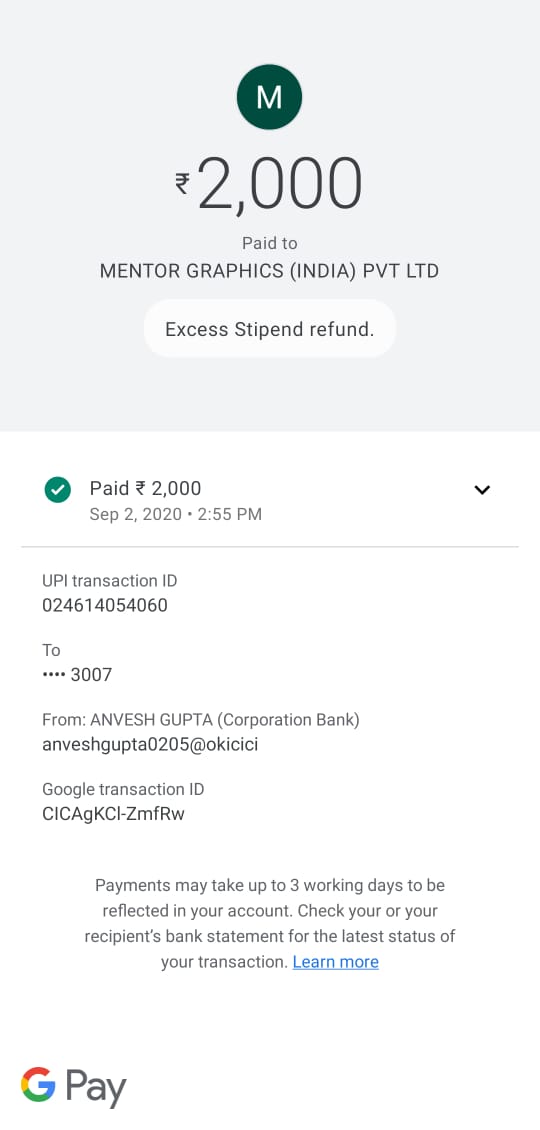 M
₹2,000
Paid to
MENTOR GRAPHICS (INDIA) PVT LTD
Excess Stipend refund.
Paid ₹ 2,000
Sep 2, 2020 • 2:55 PM
UPI transaction ID
024614054060
To
•••• 3007
From: ANVESH GUPTA (Corporation Bank)
anveshgupta0205@okicici
Google transaction ID
CICAgKCl-ZmfRw
Payments may take up to 3 working days to be
reflected in your account. Check your or your
recipient's bank statement for the latest status of
your transaction. Learn more
G Pay